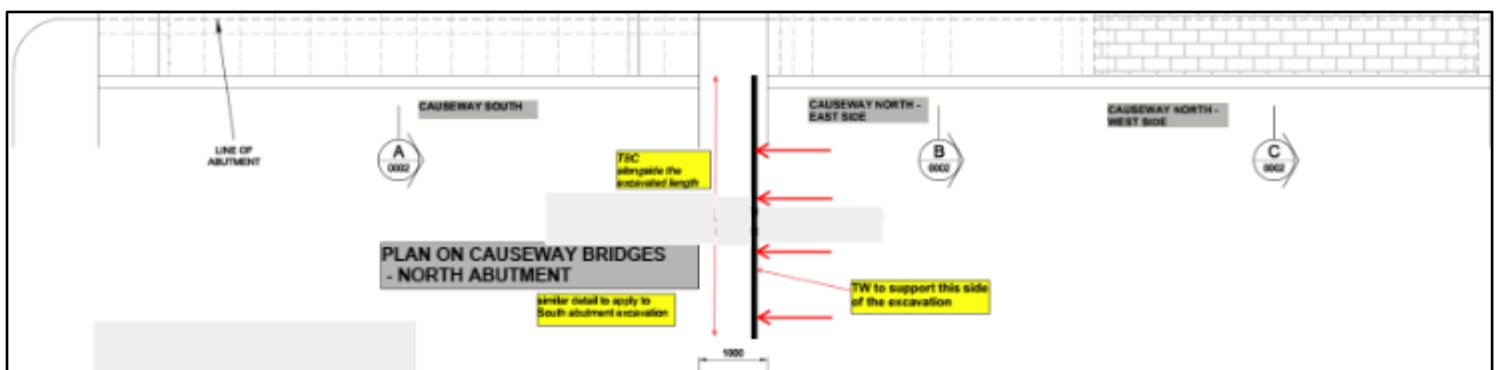 CAUSEWAY SOUTH
CAUSEWAY NORTH -
EAST SIDE
CAUSEWAY NORTH -
WEST SIDE
LINE OF
ABUTMENT
A
0002
TBC
alongside the
excavated length
B
0002
C
0002
PLAN ON CAUSEWAY BRIDGES
- NORTH ABUTMENT
similar detail to apply to
South abutment excavation
TW to support this side
of the excavation
1000